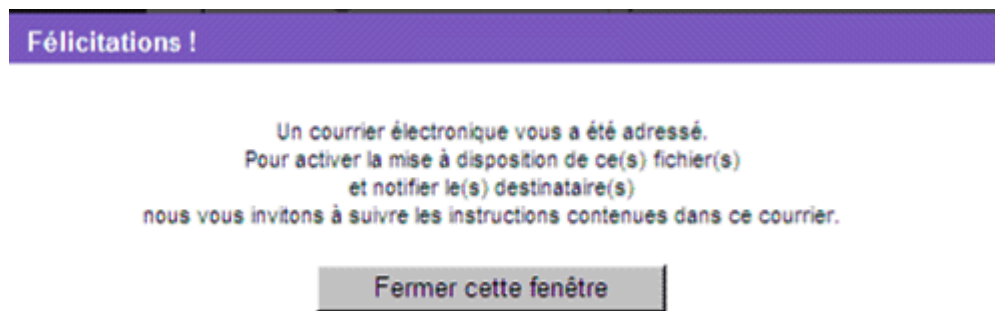 Félicitations !
Un courrier électronique vous a été adressé.
Pour activer la mise à disposition de ce(s) fichier(s)
et notifier le(s) destinataire(s)
nous vous invitons à suivre les instructions contenues dans ce courrier.
Fermer cette fenêtre